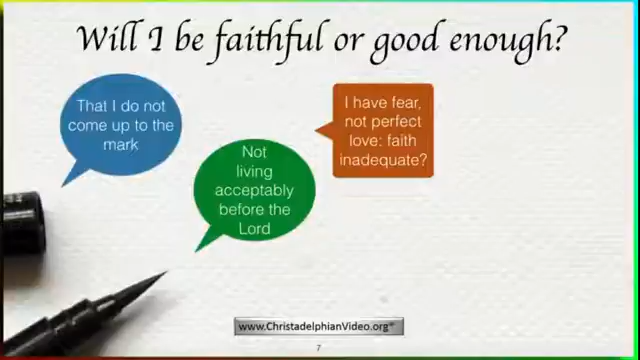 Will I be faithful or good enough?
That I do not
come up to the
mark
I have fear,
not perfect
love: faith
inadequate?
Not
living
acceptably
before the
Lord
www.ChristadelphianVideo.org
7